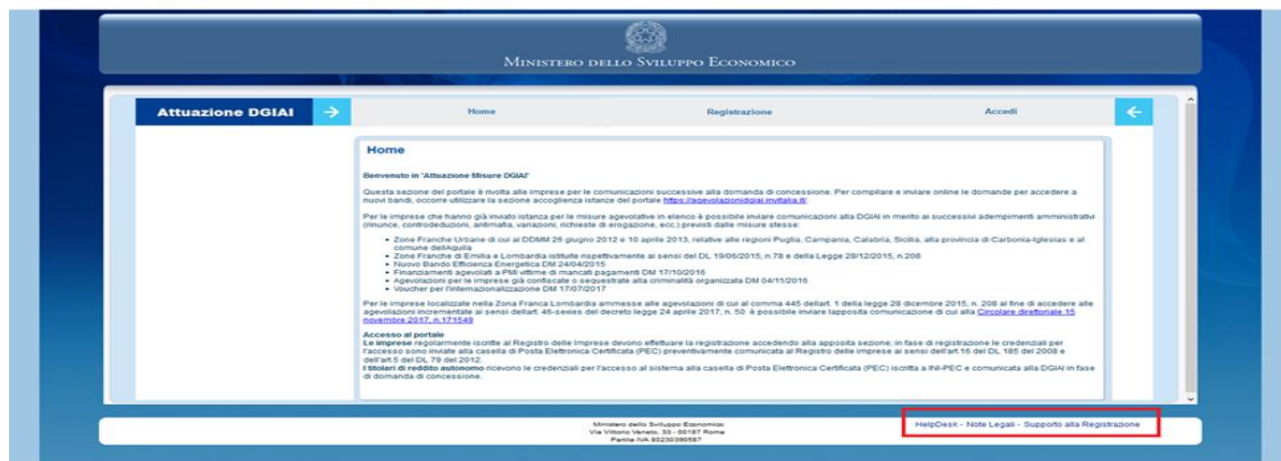 MINISTERO DELLO SVILUPPO ECONOMICO
Attuazione DGIAI
Home
Registrazione
Accedi
Home
Benvenuto in 'Attuazione Misure DGIAI'
Questa sezione del portale è rivolta alle imprese per le comunicazioni successive alla domanda di concessione. Per compilare e inviare online le domande per accedere a
nuovi bandi, occorre utilizzare la sezione accoglienza istanze del portale https://agevolazionidgiai.invitalia.it/
Per le imprese che hanno già inviato istanza per le misure agevolative in elenco è possibile inviare comunicazioni alla DGIAI in merito ai successivi adempimenti amministrativi
(rinunce, controdeduzioni, antimafia, variazioni, richieste di erogazione, ecc.) previsti dalle misure stesse:
• Zone Franche Urbane di cui ai DDMM 26 giugno 2012 e 10 aprile 2013, relative alle regioni Puglia, Campania, Calabria, Sicilia, alla provincia di Carbonia-Iglesias e al
comune dellAquila
• Zone Franche di Emilia e Lombardia istituite rispettivamente ai sensi del DL 19/06/2015, n.78 e della Legge 28/12/2015, n.208
• Nuovo Bando Efficienza Energetica DM 24/04/2015
• Finanziamenti agevolati a PMI vittime di mancati pagamenti DM 17/10/2016
• Agevolazioni per le imprese già confiscate o sequestrate alla criminalità organizzata DM 04/11/2016
• Voucher per l'internazionalizzazione DM 17/07/2017
Per le imprese localizzate nella Zona Franca Lombardia ammesse alle agevolazioni di cui al comma 445 dellart. 1 della legge 28 dicembre 2015, n. 208 al fine di accedere alle
agevolazioni incrementate ai sensi dellart. 46-sexies del decreto legge 24 aprile 2017, n. 50 è possibile inviare lapposita comunicazione di cui alla Circolare direttoriale 15
novembre 2017, n.171549
Accesso al portale
Le imprese regolarmente iscritte al Registro delle Imprese devono effettuare la registrazione accedendo alla apposita sezione; in fase di registrazione le credenziali per
l'accesso sono inviate alla casella di Posta Elettronica Certificata (PEC) preventivamente comunicata al Registro delle imprese ai sensi dell'art.16 del DL 185 del 2008 e
dell'art.5 del DL 79 del 2012.
I titolari di reddito autonomo ricevono le credenziali per l'accesso al sistema alla casella di Posta Elettronica Certificata (PEC) iscritta a INI-PEC e comunicata alla DGIAI in fase
di domanda di concessione.
Ministero dello Sviluppo Economico
Via Vittorio Veneto, 33 - 00187 Roma
Partita IVA 80230390587
HelpDesk - Note Legali - Supporto alla Registrazione